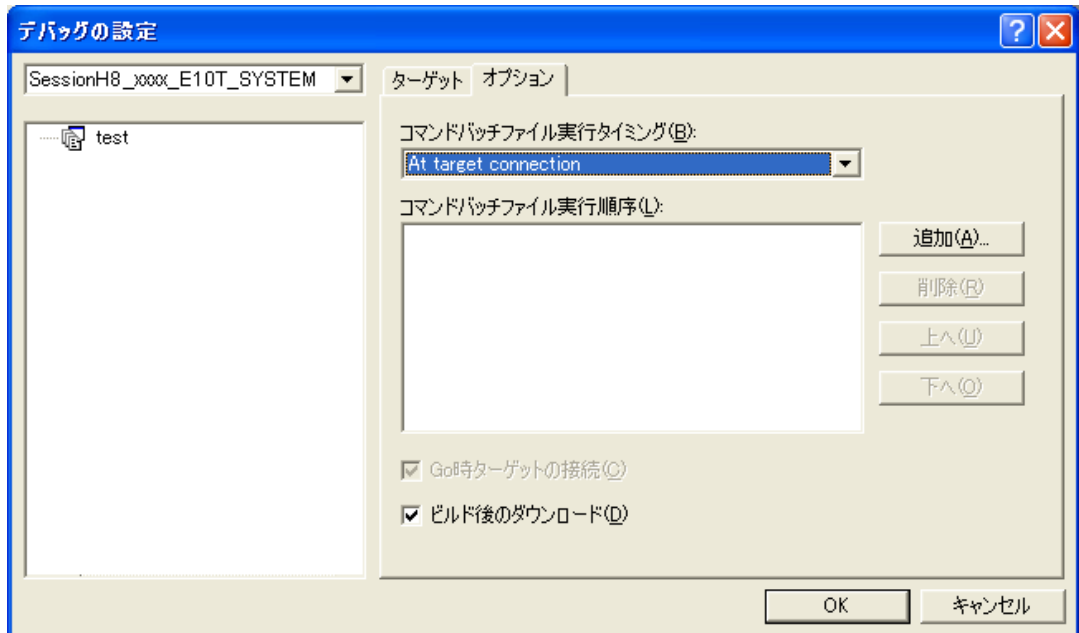 デバッグの設定
SessionH8_xxxx_E10T_SYSTEM
test
ターゲット オプション
コマンドバッチファイル実行タイミング(B):
At target connection
コマンドバッチファイル実行順序(L):
追加(A)...
削除(R)
上へ(U)
下へ(O)
Go時ターゲットの接続(C)
ビルド後のダウンロード(D)
OK キャンセル